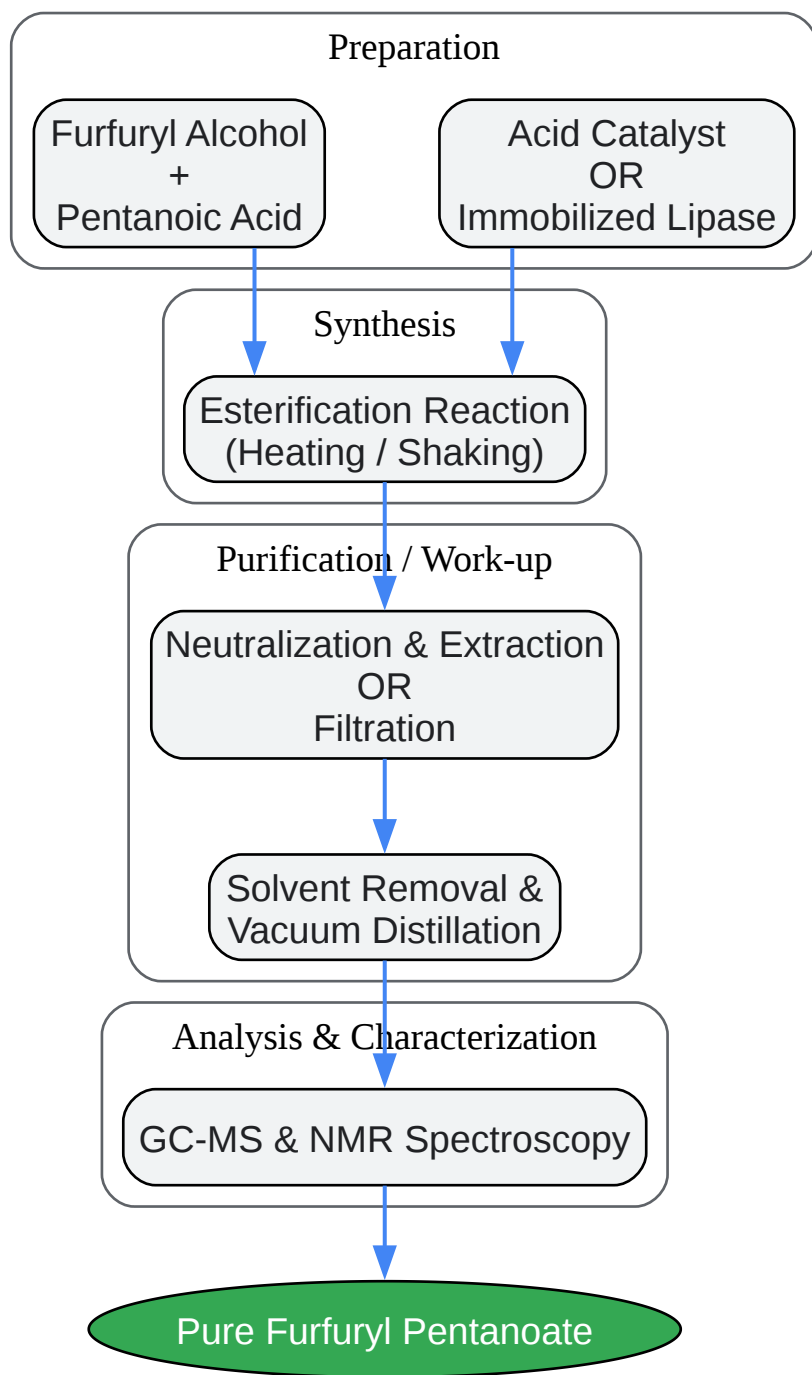 Preparation
Furfuryl Alcohol
+
Pentanoic Acid
Acid Catalyst
OR
Immobilized Lipase
Synthesis
Esterification Reaction
(Heating / Shaking)
Purification / Work-up
Neutralization & Extraction
OR
Filtration
Solvent Removal &
Vacuum Distillation
Analysis & Characterization
GC-MS & NMR Spectroscopy
Pure Furfuryl Pentanoate